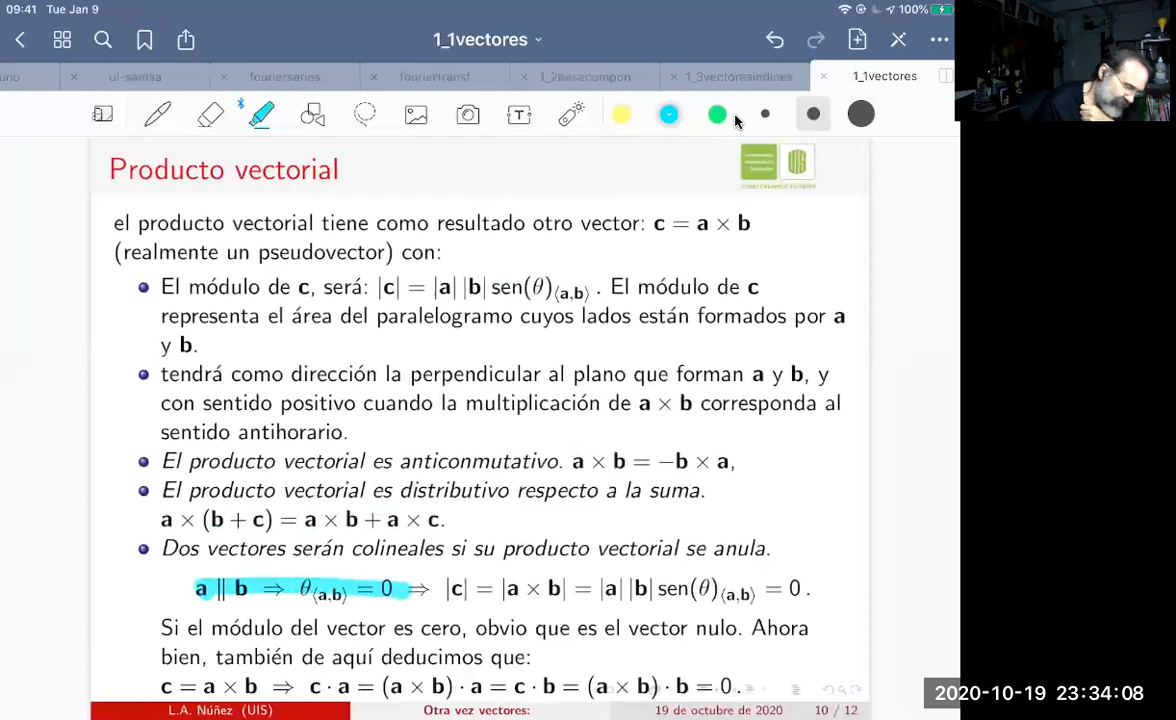 09:41 Tue Jan 9
100%
1_1vectores
uno
ul-samsa
fourierseries
fouriertransf
1_2basecompon
1_3vectoresindices
1_1vectores
T
Producto vectorial
UIS
el producto vectorial tiene como resultado otro vector: c = a × b
(realmente un pseudovector) con:
El módulo de c, será: |c| = |a| |b| sen(θ)⟨a,b⟩ . El módulo de c
representa el área del paralelogramo cuyos lados están formados por a
y b.
tendrá como dirección la perpendicular al plano que forman a y b, y
con sentido positivo cuando la multiplicación de a × b corresponda al
sentido antihorario.
El producto vectorial es anticonmutativo. a × b = −b × a,
El producto vectorial es distributivo respecto a la suma.
a × (b + c) = a × b + a × c.
Dos vectores serán colineales si su producto vectorial se anula.
a ∥ b ⇒ θ⟨a,b⟩ = 0 ⇒ |c| = |a × b| = |a| |b| sen(θ)⟨a,b⟩ = 0 .
Si el módulo del vector es cero, obvio que es el vector nulo. Ahora
bien, también de aquí deducimos que:
c = a × b ⇒ c · a = (a × b) · a = c · b = (a × b) · b = 0 .
L.A. Núñez (UIS) Otra vez vectores: 19 de octubre de 2020 10 / 12
2020-10-19 23:34:08